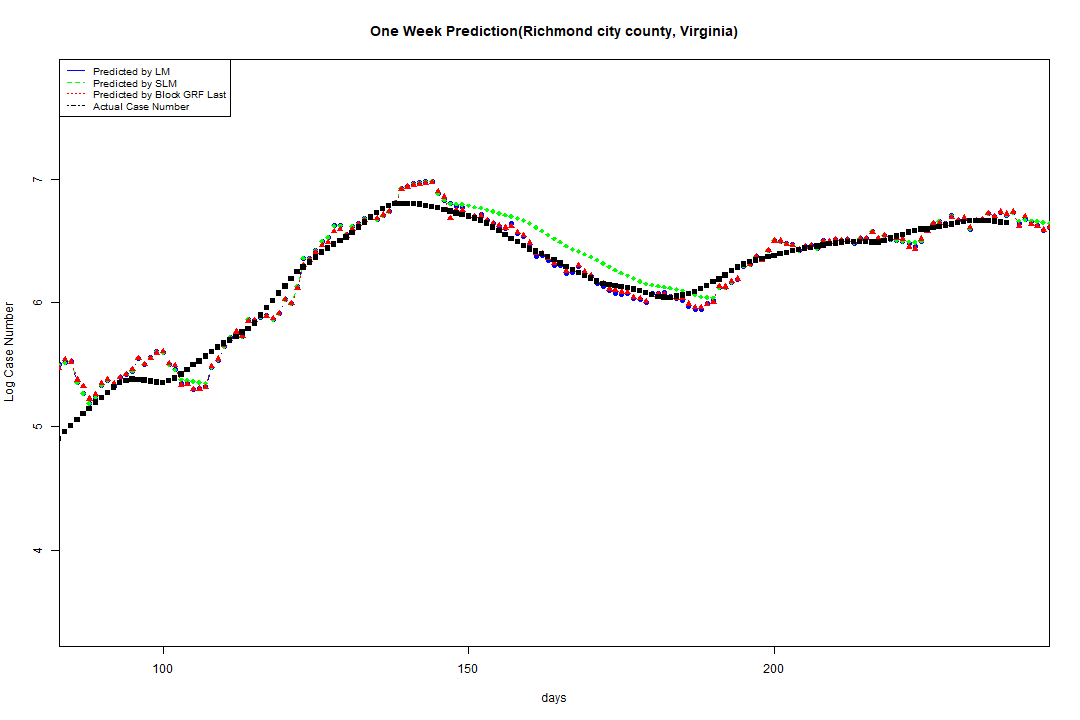 One Week Prediction(Richmond city county, Virginia)
Predicted by LM
Predicted by SLM
Predicted by Block GRF Last
Actual Case Number
7
6
5
4
Log Case Number
100 150 200
days